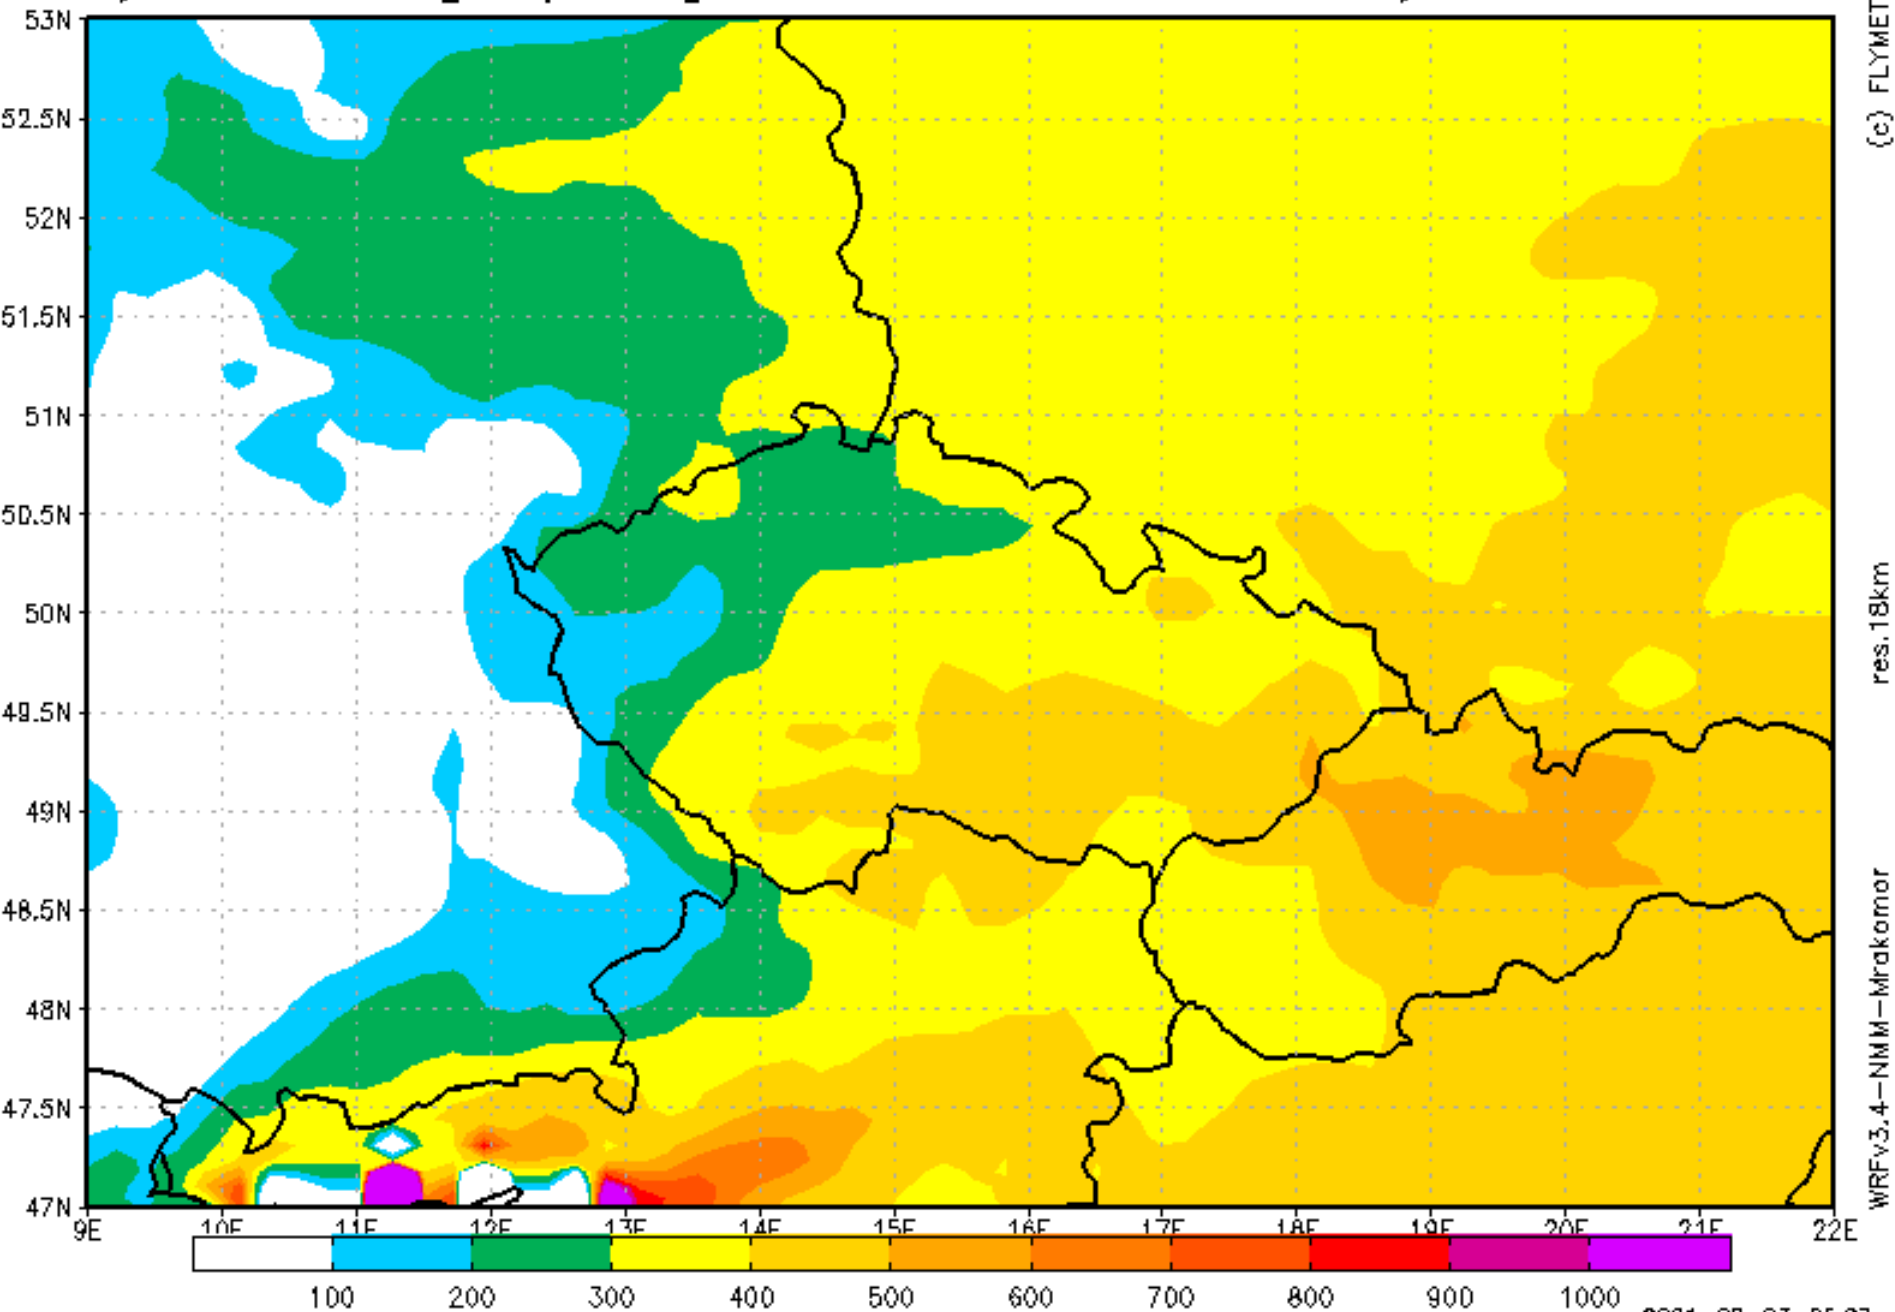 53N
52.5N
52N
51.5N
51N
50.5N
50N
49.5N
49N
48.5N
48N
47.5N
47N
9E 10E 11E 12E 13E 14E 15E 16E 17E 18E 19E 20E 21E 22E
100 200 300 400 500 600 700 800 900 1000
(c) FLYMET
res.18km
WRFv3.4-NMM-Mrakomor